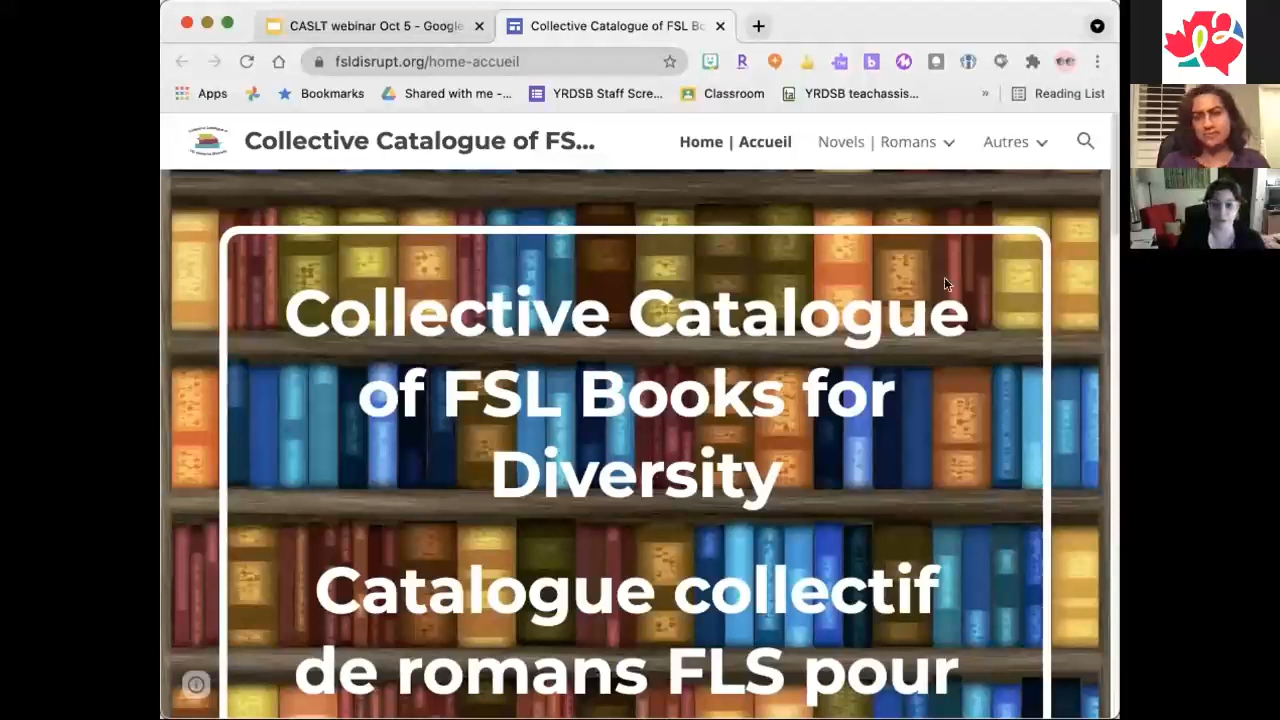 CASLT webinar Oct 5 - Google
Collective Catalogue of FSL Bo
fsldisrupt.org/home-accueil
Apps
Bookmarks
Shared with me -...
YRDSB Staff Scre...
Classroom
YRDSB teachassis...
»
Reading List
Collective Catalogue of FS...
Home | Accueil
Novels | Romans
Autres
Collective Catalogue
of FSL Books for
Diversity
Catalogue collectif
de romans FLS pour